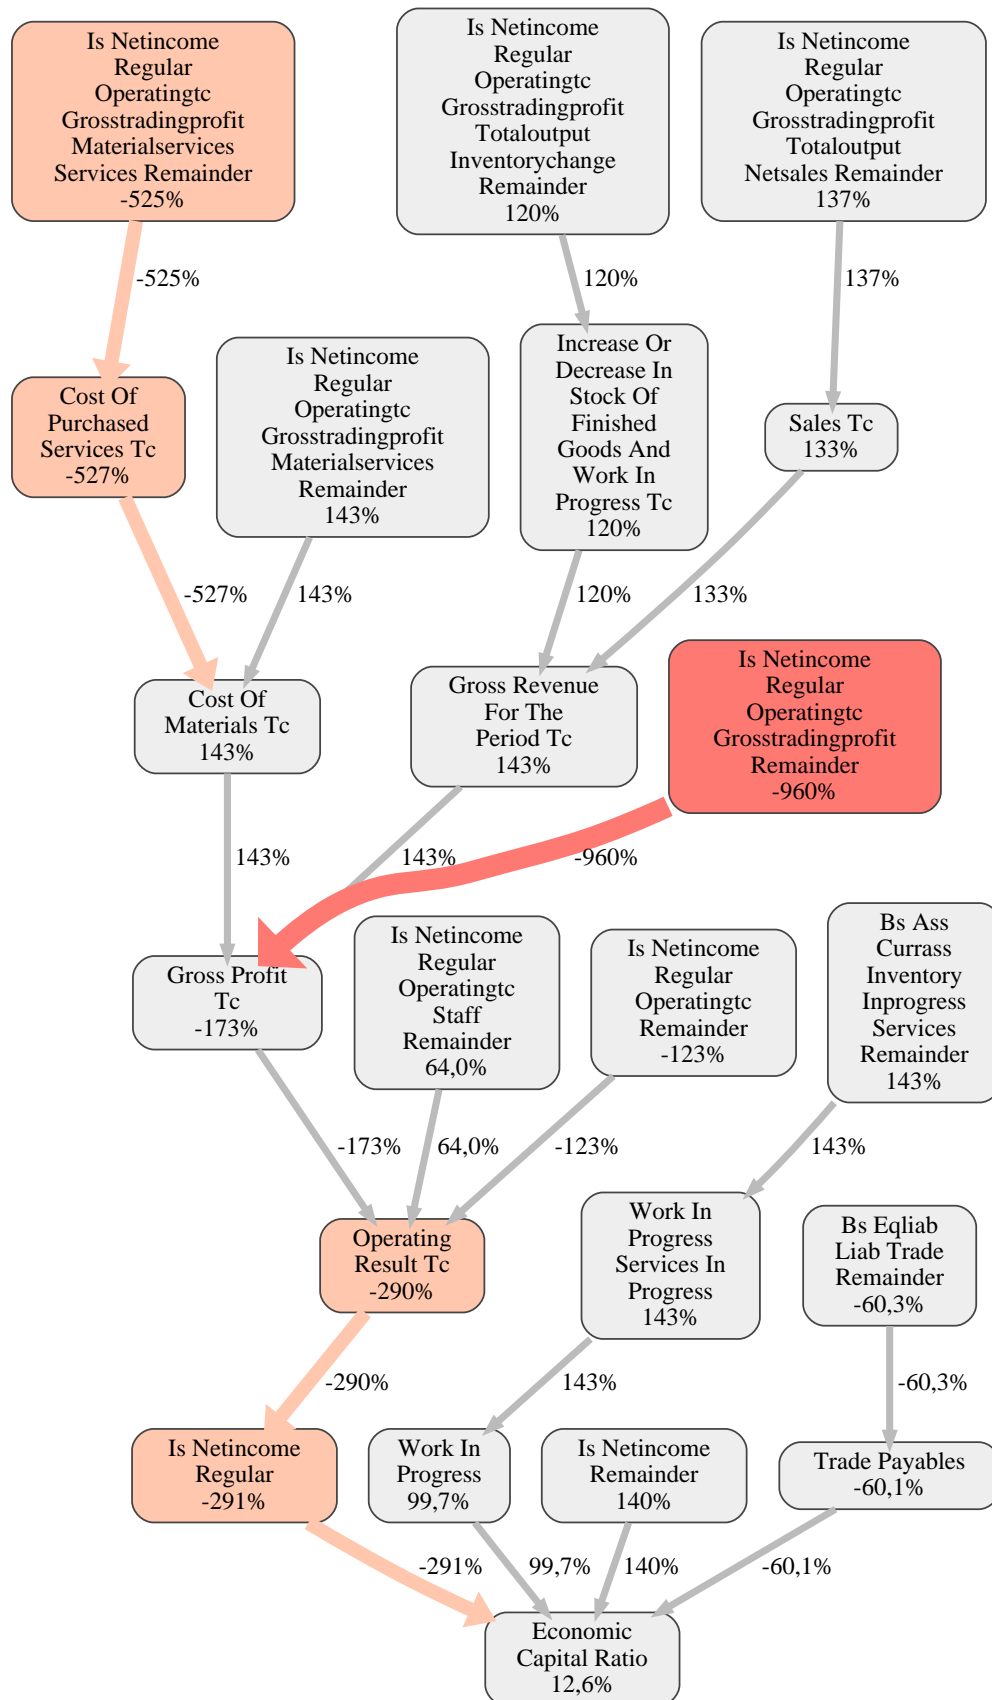 Is Netincome
Regular
Operatingtc
Grosstradingprofit
Materialservices
Services Remainder
-525%
Is Netincome
Regular
Operatingtc
Grosstradingprofit
Totaloutput
Inventorychange
Remainder
120%
Is Netincome
Regular
Operatingtc
Grosstradingprofit
Totaloutput
Netsales Remainder
137%
-525%
120%
137%
Cost Of
Purchased
Services Tc
-527%
Is Netincome
Regular
Operatingtc
Grosstradingprofit
Materialservices
Remainder
143%
Increase Or
Decrease In
Stock Of
Finished
Goods And
Work In
Progress Tc
120%
Sales Tc
133%
-527%
143%
120%
133%
Cost Of
Materials Tc
143%
Gross Revenue
For The
Period Tc
143%
Is Netincome
Regular
Operatingtc
Grosstradingprofit
Remainder
-960%
143%
143%
-960%
Gross Profit
Tc
-173%
Is Netincome
Regular
Operatingtc
Staff
Remainder
64,0%
Is Netincome
Regular
Operatingtc
Remainder
-123%
Bs Ass
Currass
Inventory
Inprogress
Services
Remainder
143%
-173%
64,0%
-123%
143%
Operating
Result Tc
-290%
Work In
Progress
Services In
Progress
143%
Bs Eqliab
Liab Trade
Remainder
-60,3%
-290%
143%
-60,3%
Is Netincome
Regular
-291%
Work In
Progress
99,7%
Is Netincome
Remainder
140%
Trade Payables
-60,1%
-291%
99,7%
140%
-60,1%
Economic
Capital Ratio
12,6%